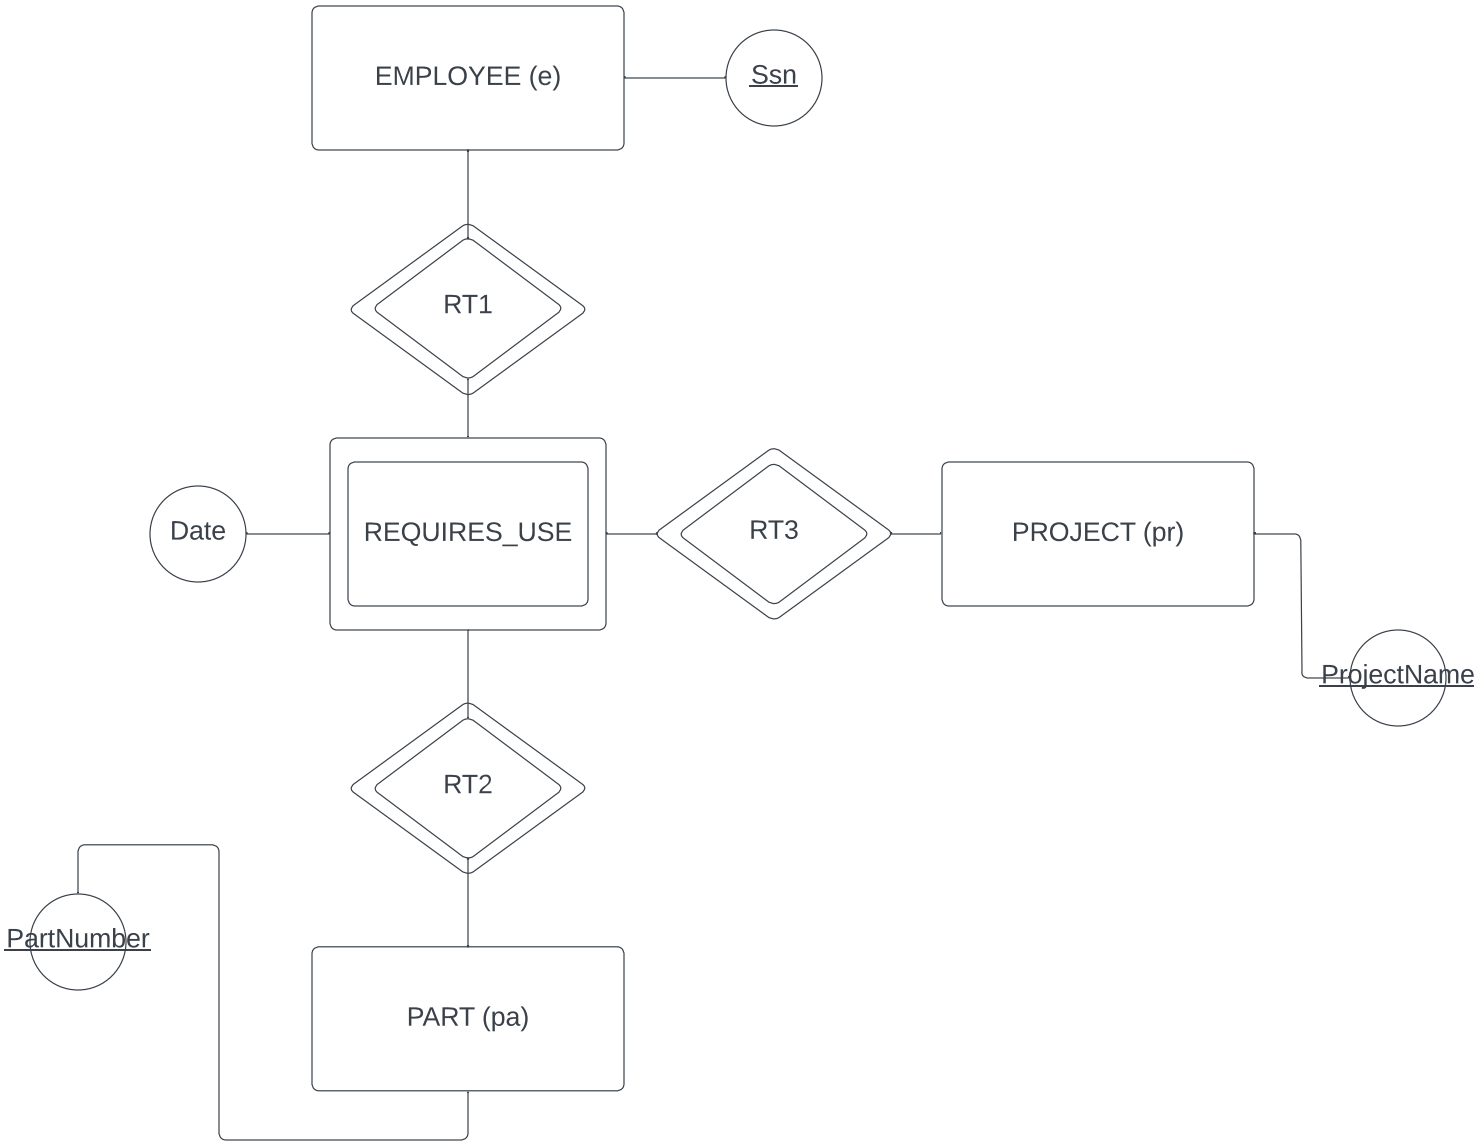 EMPLOYEE (e)
Ssn
RT1
Date
REQUIRES_USE
RT3
PROJECT (pr)
ProjectName
RT2
PartNumber
PART (pa)